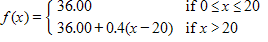 f(x) = { 36.00 if 0 ≤ x ≤ 20
36.00+0.4(x−20) if x > 20